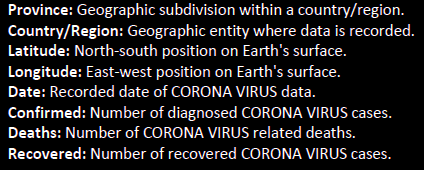 Province: Geographic subdivision within a country/region.
Country/Region: Geographic entity where data is recorded.
Latitude: North-south position on Earth's surface.
Longitude: East-west position on Earth's surface.
Date: Recorded date of CORONA VIRUS data.
Confirmed: Number of diagnosed CORONA VIRUS cases.
Deaths: Number of CORONA VIRUS related deaths.
Recovered: Number of recovered CORONA VIRUS cases.